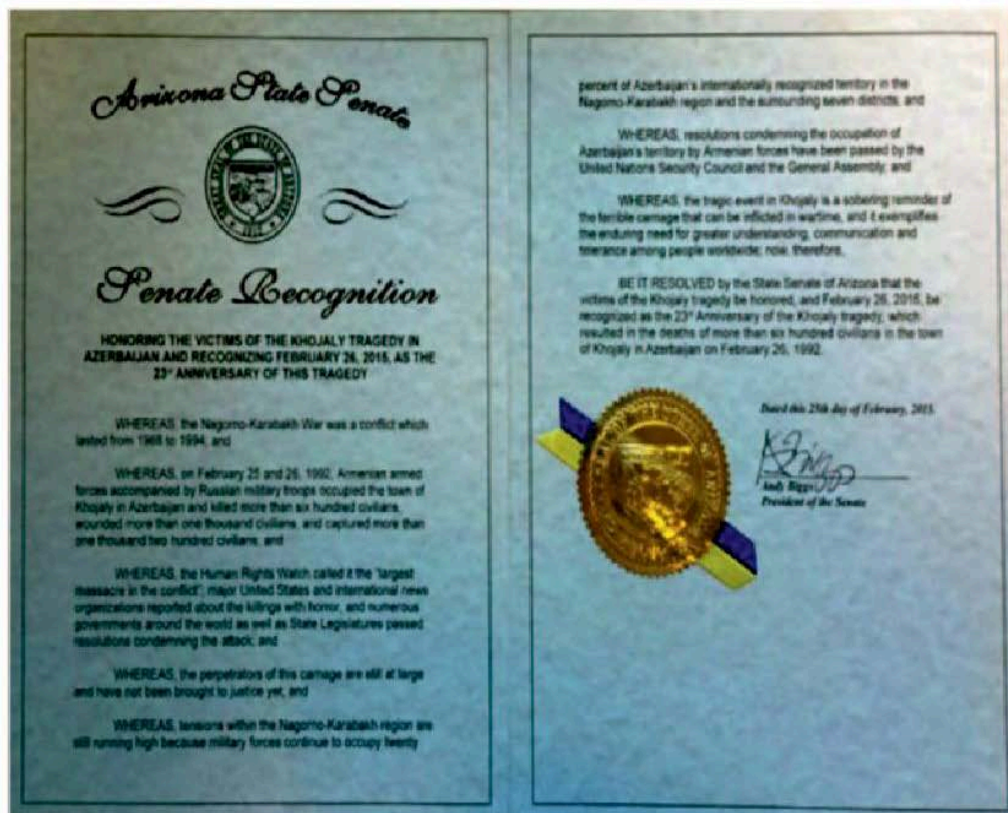 Arizona State Senate
Senate Recognition
HONORING THE VICTIMS OF THE KHOJALY TRAGEDY IN
AZERBAIJAN AND RECOGNIZING FEBRUARY 26, 2015, AS THE
23rd ANNIVERSARY OF THIS TRAGEDY
WHEREAS, the Nagorno-Karabakh War was a conflict which
lasted from 1988 to 1994; and
WHEREAS, on February 25 and 26, 1992, Armenian armed
forces accompanied by Russian military troops occupied the town of
Khojaly in Azerbaijan and killed more than six hundred civilians,
wounded more than one thousand civilians, and captured more than
one thousand two hundred civilians; and
WHEREAS, the Human Rights Watch called it the "largest
massacre in the conflict"; major United States and international news
organizations reported about the killings with horror, and numerous
governments around the world as well as State Legislatures passed
resolutions condemning the attack; and
WHEREAS, the perpetrators of this carnage are still at large
and have not been brought to justice yet; and
WHEREAS, tensions within the Nagorno-Karabakh region are
still running high because military forces continue to occupy twenty
percent of Azerbaijan's internationally recognized territory in the
Nagorno-Karabakh region and the surrounding seven districts; and
WHEREAS, resolutions condemning the occupation of
Azerbaijan's territory by Armenian forces have been passed by the
United Nations Security Council and the General Assembly; and
WHEREAS, the tragic event in Khojaly is a sobering reminder of
the terrible carnage that can be inflicted in wartime, and it exemplifies
the enduring need for greater understanding, communication and
tolerance among people worldwide; now, therefore,
BE IT RESOLVED by the State Senate of Arizona that the
victims of the Khojaly tragedy be honored, and February 26, 2015, be
recognized as the 23rd Anniversary of the Khojaly tragedy, which
resulted in the deaths of more than six hundred civilians in the town
of Khojaly in Azerbaijan on February 26, 1992.
Dated this 25th day of February, 2015.
Andy Biggs
President of the Senate